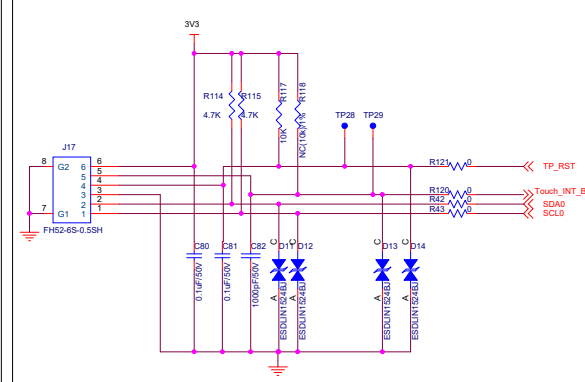 3V3
R114
4.7K
R115
4.7K
R117
10K
R118
NC(10k)/1%
TP28
TP29
J17
8
G2
6
6
5
5
4
4
3
3
2
2
7
G1
1
1
FH52-6S-0.5SH
R121
0
TP_RST
R120
0
Touch_INT_B
R42
0
SDA0
R43
0
SCL0
C80
0.1uF/50V
C81
0.1uF/50V
C82
1000pF/50V
C
D11
A
ESDLIN1524BJ
D12
ESDLIN1524BJ
C
D13
A
ESDLIN1524BJ
C
D14
A
ESDLIN1524BJ